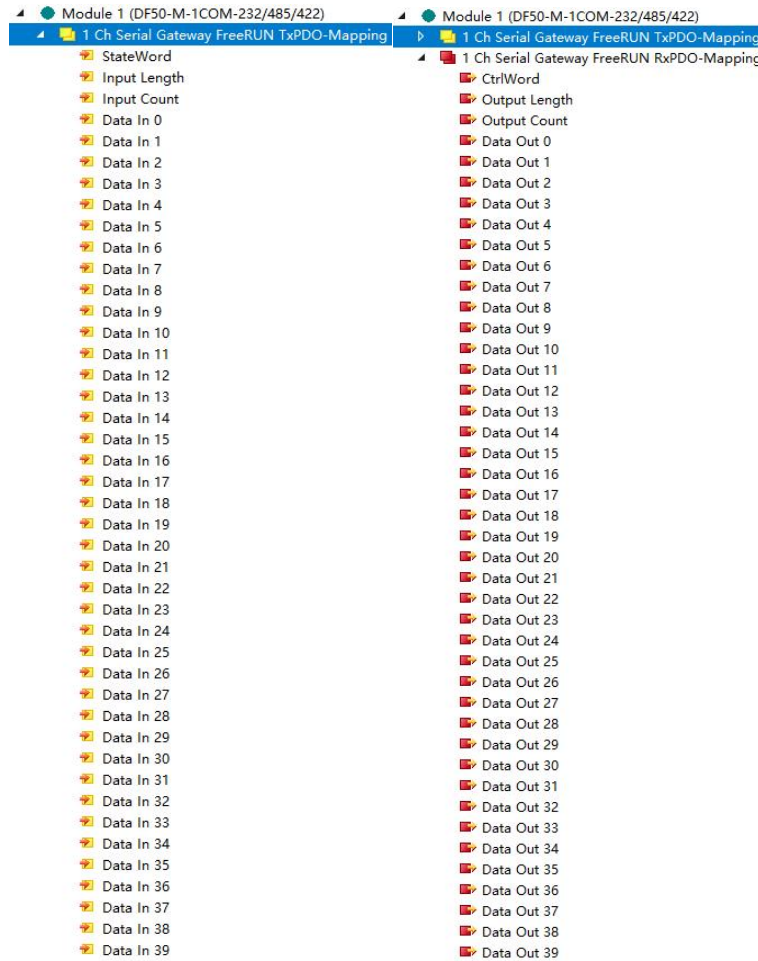 Module 1 (DF50-M-1COM-232/485/422)
1 Ch Serial Gateway FreeRUN TxPDO-Mapping
StateWord
Input Length
Input Count
Data In 0
Data In 1
Data In 2
Data In 3
Data In 4
Data In 5
Data In 6
Data In 7
Data In 8
Data In 9
Data In 10
Data In 11
Data In 12
Data In 13
Data In 14
Data In 15
Data In 16
Data In 17
Data In 18
Data In 19
Data In 20
Data In 21
Data In 22
Data In 23
Data In 24
Data In 25
Data In 26
Data In 27
Data In 28
Data In 29
Data In 30
Data In 31
Data In 32
Data In 33
Data In 34
Data In 35
Data In 36
Data In 37
Data In 38
Data In 39
Module 1 (DF50-M-1COM-232/485/422)
1 Ch Serial Gateway FreeRUN TxPDO-Mapping
1 Ch Serial Gateway FreeRUN RxPDO-Mapping
CtrlWord
Output Length
Output Count
Data Out 0
Data Out 1
Data Out 2
Data Out 3
Data Out 4
Data Out 5
Data Out 6
Data Out 7
Data Out 8
Data Out 9
Data Out 10
Data Out 11
Data Out 12
Data Out 13
Data Out 14
Data Out 15
Data Out 16
Data Out 17
Data Out 18
Data Out 19
Data Out 20
Data Out 21
Data Out 22
Data Out 23
Data Out 24
Data Out 25
Data Out 26
Data Out 27
Data Out 28
Data Out 29
Data Out 30
Data Out 31
Data Out 32
Data Out 33
Data Out 34
Data Out 35
Data Out 36
Data Out 37
Data Out 38
Data Out 39